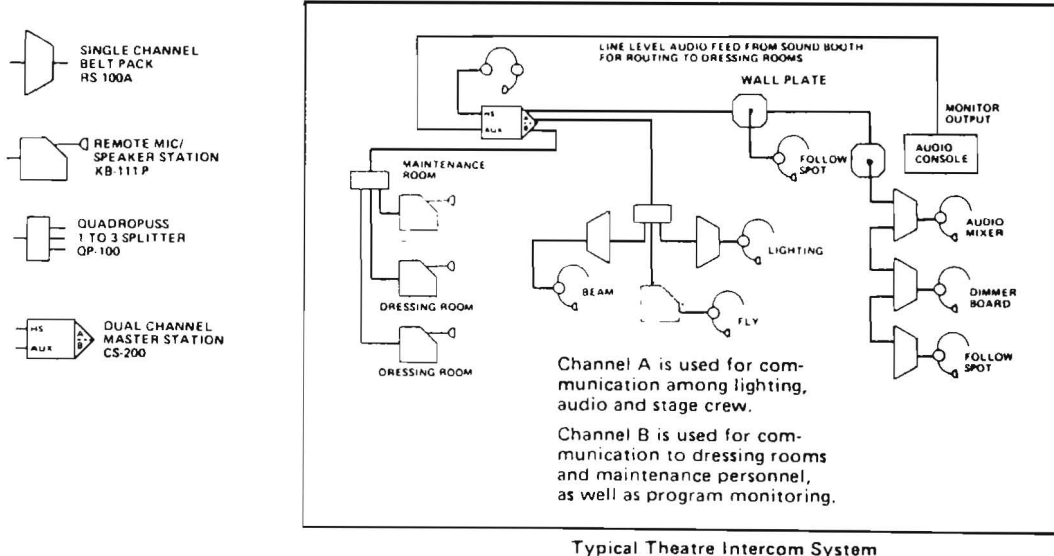 SINGLE CHANNEL
BELT PACK
RS 100A
REMOTE MIC/
SPEAKER STATION
KB-111P
QUADROPUSS
1 TO 3 SPLITTER
QP-100
HS
AUX
A
B
DUAL CHANNEL
MASTER STATION
CS-200
LINE LEVEL AUDIO FEED FROM SOUND BOOTH
FOR ROUTING TO DRESSING ROOMS
WALL PLATE
MONITOR
OUTPUT
HS
AUX
A
B
AUDIO
CONSOLE
MAINTENANCE
ROOM
FOLLOW
SPOT
AUDIO
MIXER
LIGHTING
BEAM
DIMMER
BOARD
DRESSING ROOM
FLY
FOLLOW
SPOT
DRESSING ROOM
Channel A is used for com-
munication among lighting,
audio and stage crew.
Channel B is used for com-
munication to dressing rooms
and maintenance personnel,
as well as program monitoring.
Typical Theatre Intercom System